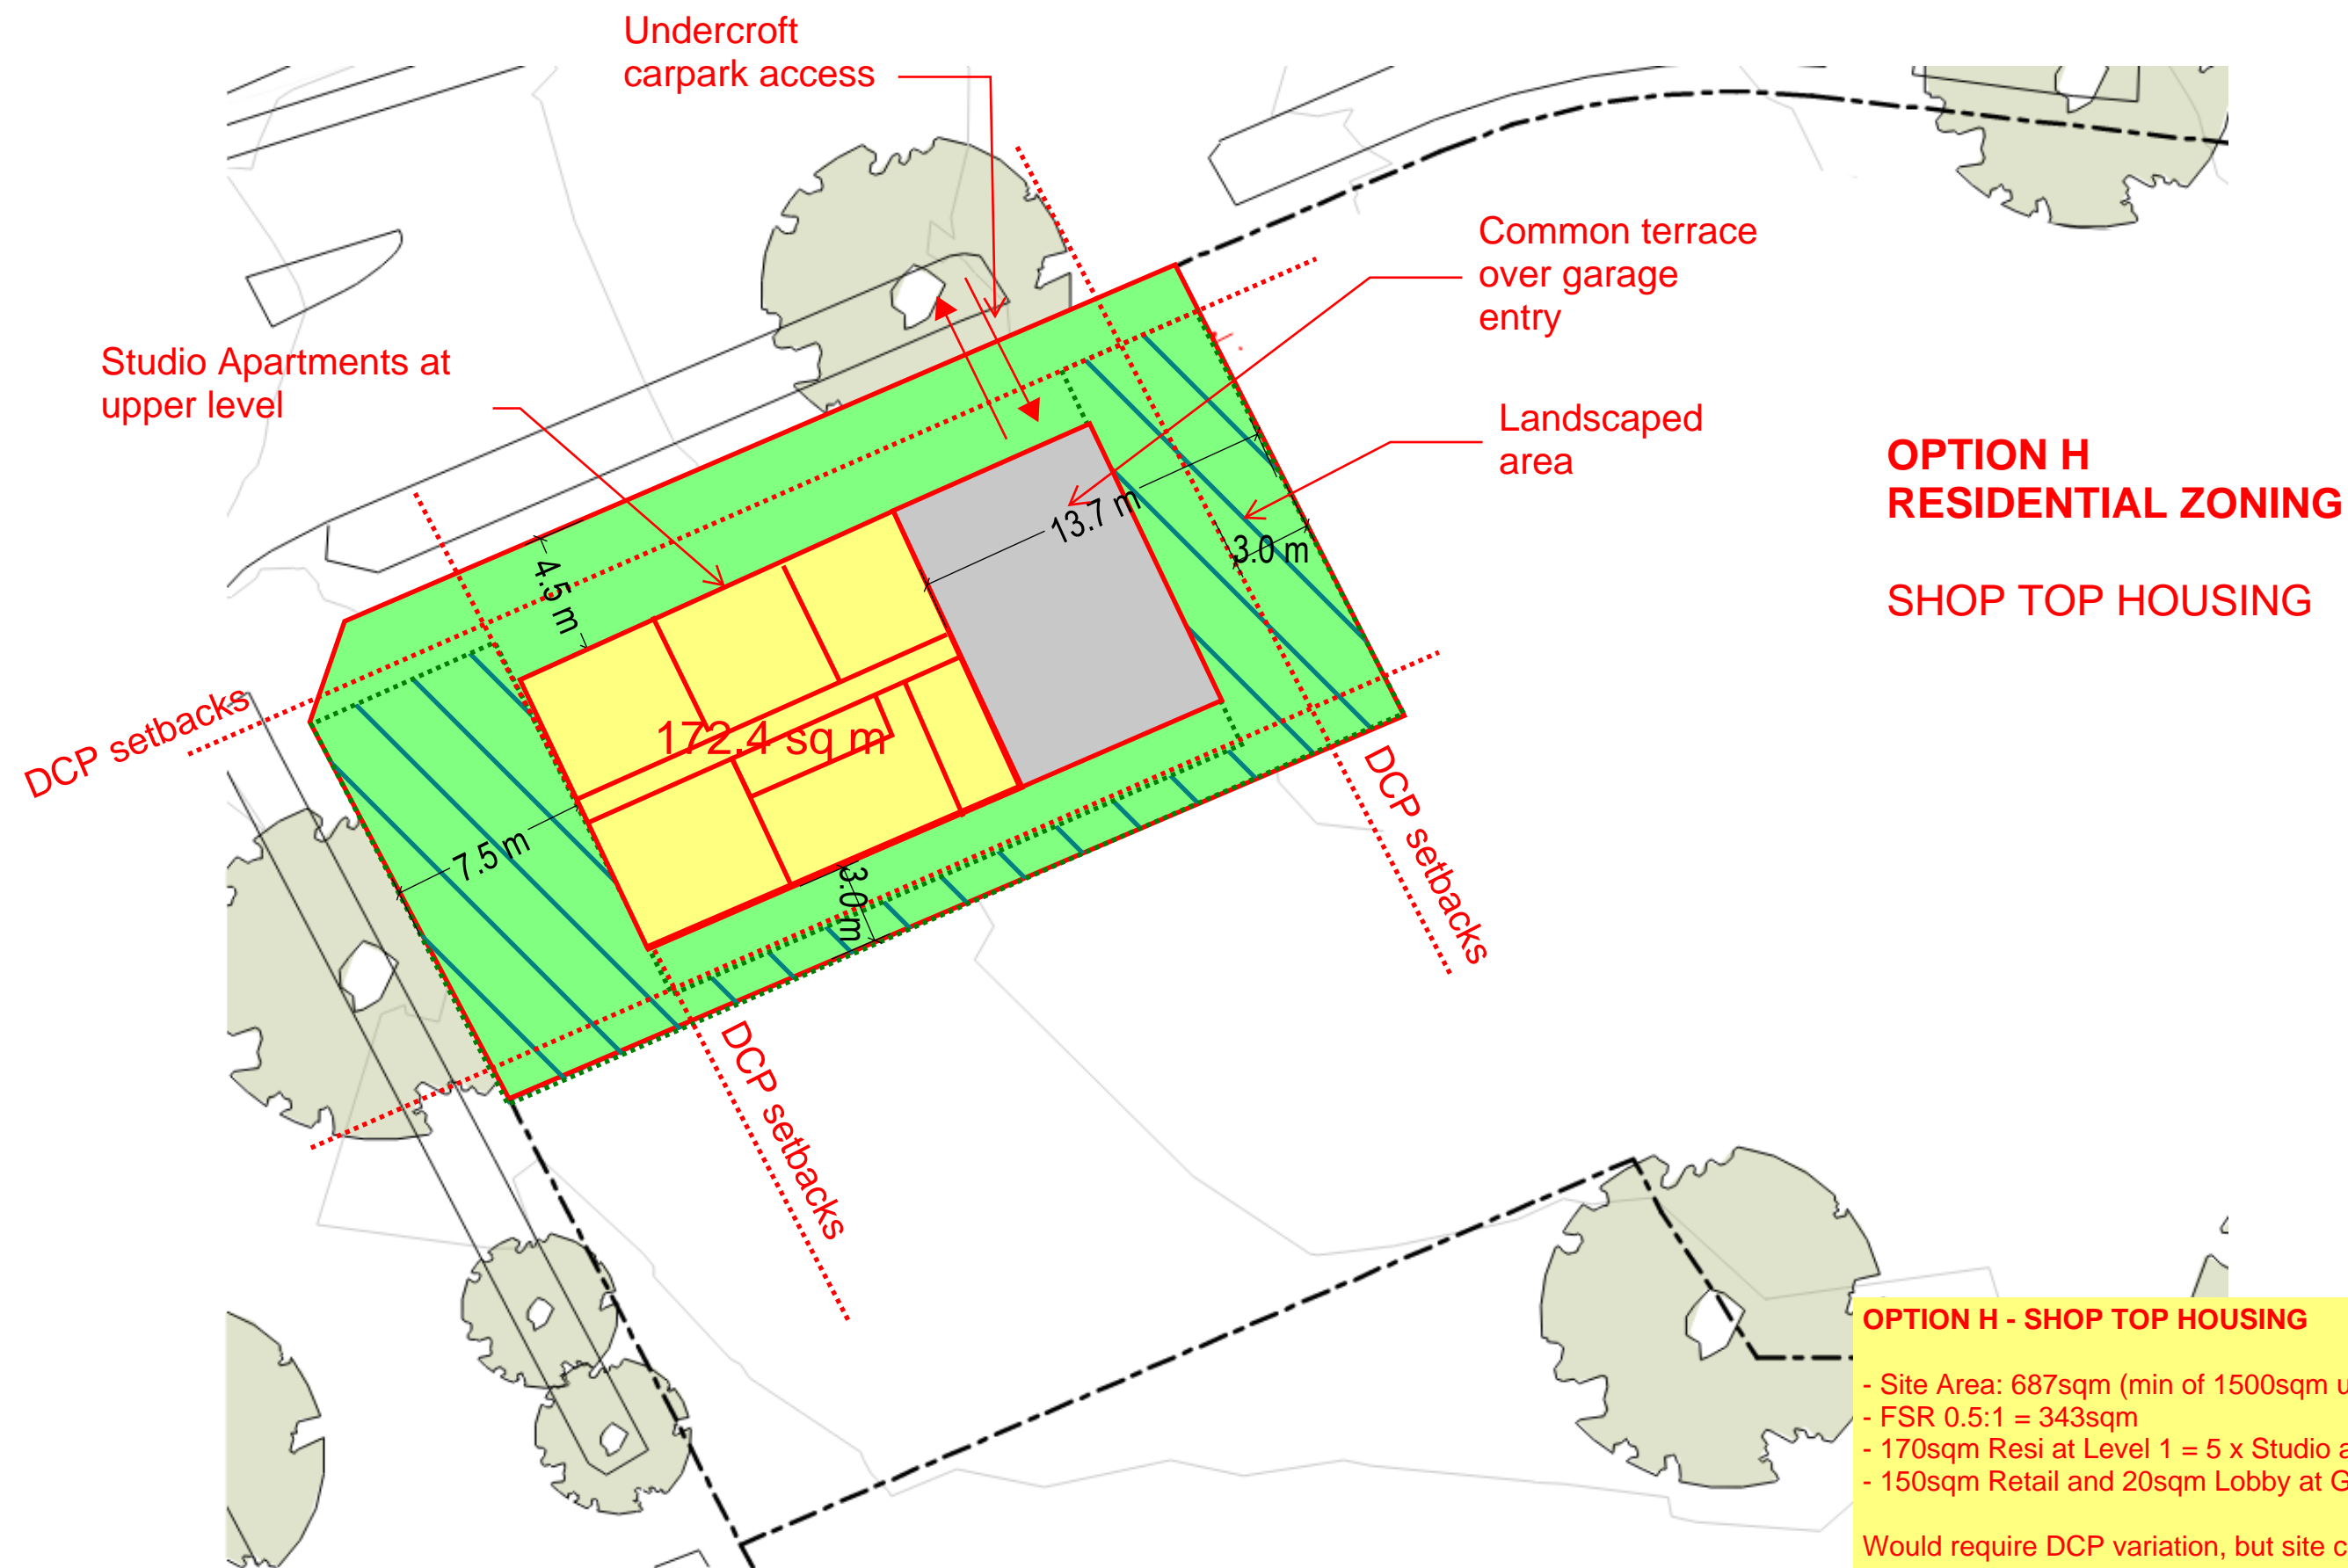 Undercroft
carpark access
Common terrace
over garage
entry
Studio Apartments at
upper level
Landscaped
area
OPTION H
RESIDENTIAL ZONING
SHOP TOP HOUSING
13.7 m
3.0 m
4.5 m
DCP setbacks
172.4 sq m
7.5 m
3.0 m
DCP setbacks
DCP setbacks
OPTION H - SHOP TOP HOUSING
- Site Area: 687sqm (min of 1500sqm
- FSR 0.5:1 = 343sqm
- 170sqm Resi at Level 1 = 5 x Studio
- 150sqm Retail and 20sqm Lobby at
Would require DCP variation, but site